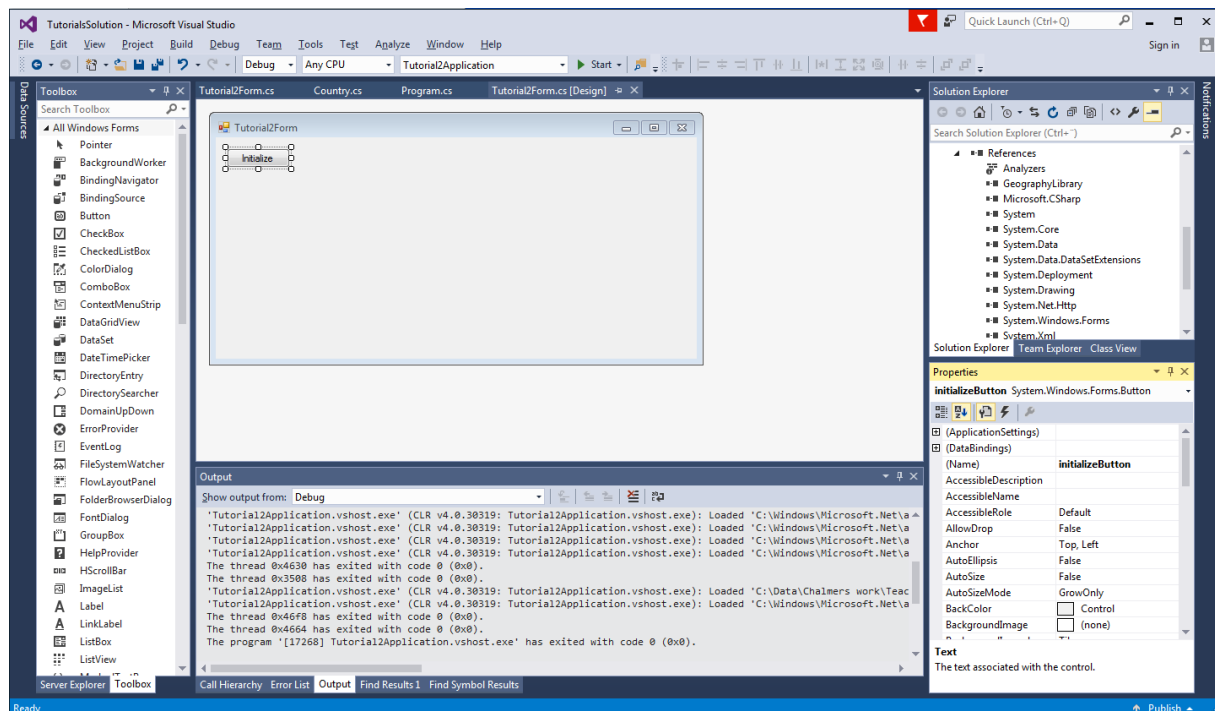 TutorialsSolution - Microsoft Visual Studio
Quick Launch (Ctrl+Q)
File Edit View Project Build Debug Team Tools Test Analyze Window Help
Sign in
Debug Any CPU Tutorial2Application Start
Data Sources
Toolbox
Search Toolbox
All Windows Forms
Pointer
BackgroundWorker
BindingNavigator
BindingSource
Button
CheckBox
CheckedListBox
ColorDialog
ComboBox
ContextMenuStrip
DataGridView
DataSet
DateTimePicker
DirectoryEntry
DirectorySearcher
DomainUpDown
ErrorProvider
EventLog
FileSystemWatcher
FlowLayoutPanel
FolderBrowserDialog
FontDialog
GroupBox
HelpProvider
HScrollBar
ImageList
Label
LinkLabel
ListBox
ListView
Server Explorer Toolbox
Tutorial2Form.cs Country.cs Program.cs Tutorial2Form.cs [Design]
Tutorial2Form
Initialize
Output
Show output from: Debug
'Tutorial2Application.vshost.exe' (CLR v4.0.30319: Tutorial2Application.vshost.exe): Loaded 'C:\Windows\Microsoft.Net\a
'Tutorial2Application.vshost.exe' (CLR v4.0.30319: Tutorial2Application.vshost.exe): Loaded 'C:\Windows\Microsoft.Net\a
'Tutorial2Application.vshost.exe' (CLR v4.0.30319: Tutorial2Application.vshost.exe): Loaded 'C:\Windows\Microsoft.Net\a
'Tutorial2Application.vshost.exe' (CLR v4.0.30319: Tutorial2Application.vshost.exe): Loaded 'C:\Windows\Microsoft.Net\a
The thread 0x4630 has exited with code 0 (0x0).
The thread 0x3508 has exited with code 0 (0x0).
'Tutorial2Application.vshost.exe' (CLR v4.0.30319: Tutorial2Application.vshost.exe): Loaded 'C:\Data\Chalmers work\Teac
'Tutorial2Application.vshost.exe' (CLR v4.0.30319: Tutorial2Application.vshost.exe): Loaded 'C:\Windows\Microsoft.Net\a
The thread 0x46f8 has exited with code 0 (0x0).
The thread 0x4664 has exited with code 0 (0x0).
The program '[17268] Tutorial2Application.vshost.exe' has exited with code 0 (0x0).
Call Hierarchy Error List Output Find Results 1 Find Symbol Results
Solution Explorer
Search Solution Explorer (Ctrl+¨)
References
Analyzers
GeographyLibrary
Microsoft.CSharp
System
System.Core
System.Data
System.Data.DataSetExtensions
System.Deployment
System.Drawing
System.Net.Http
System.Windows.Forms
System.Xml
Solution Explorer Team Explorer Class View
Properties
initializeButton System.Windows.Forms.Button
(ApplicationSettings)
(DataBindings)
(Name) initializeButton
AccessibleDescription
AccessibleName
AccessibleRole Default
AllowDrop False
Anchor Top, Left
AutoEllipsis False
AutoSize False
AutoSizeMode GrowOnly
BackColor Control
BackgroundImage (none)
Text
The text associated with the control.
Notifications
Ready
Publish